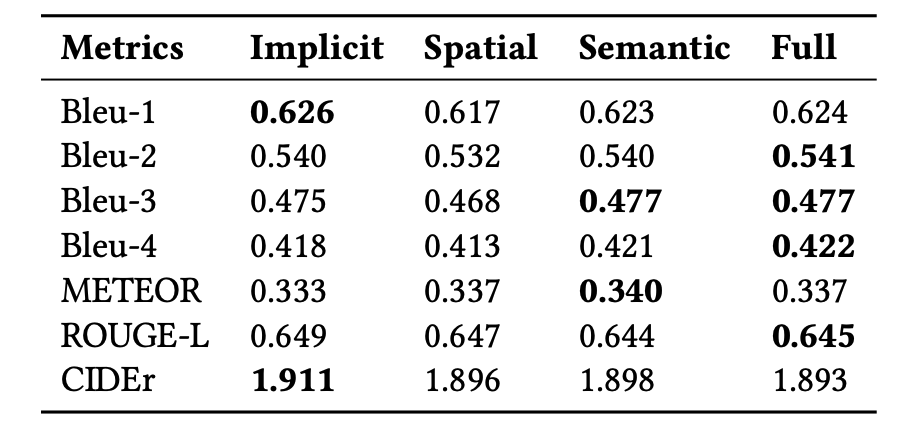 Metrics Implicit Spatial Semantic Full
Bleu-1 0.626 0.617 0.623 0.624
Bleu-2 0.540 0.532 0.540 0.541
Bleu-3 0.475 0.468 0.477 0.477
Bleu-4 0.418 0.413 0.421 0.422
METEOR 0.333 0.337 0.340 0.337
ROUGE-L 0.649 0.647 0.644 0.645
CIDEr 1.911 1.896 1.898 1.893